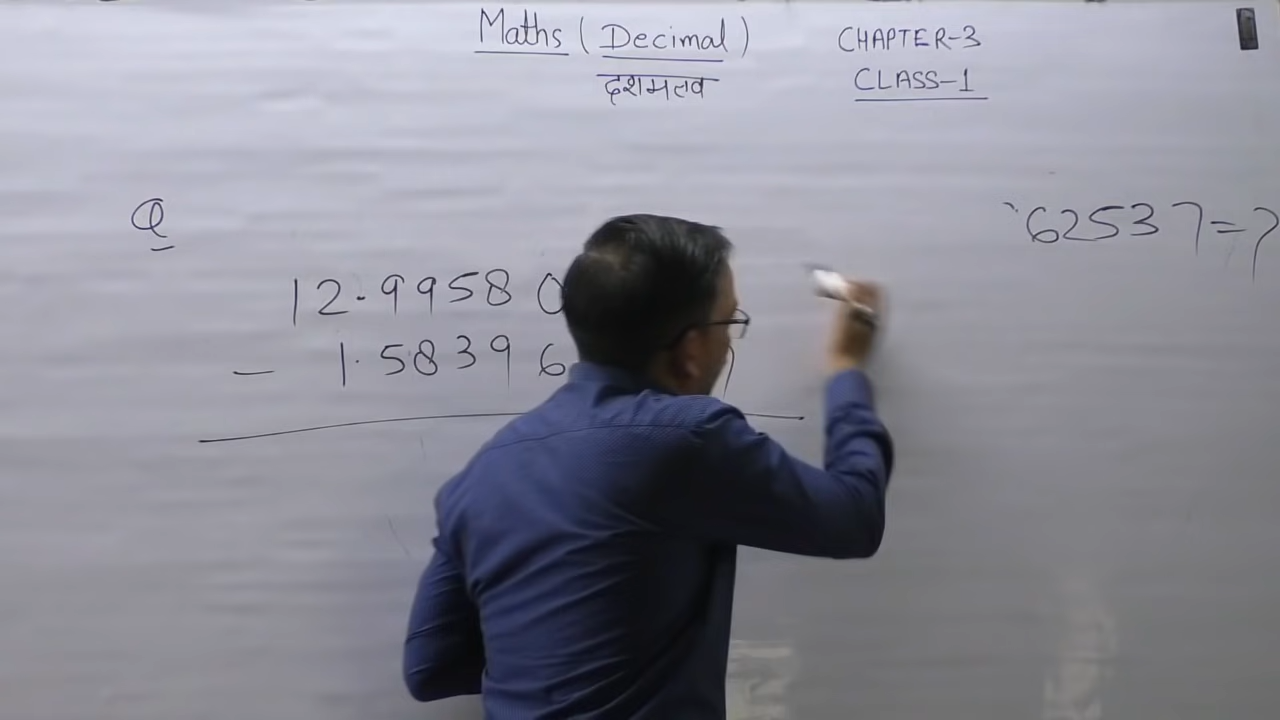 Maths (Decimal) CHAPTER-3
दशमलव CLASS-1
Q
62537=?
12.99580
- 1.58396